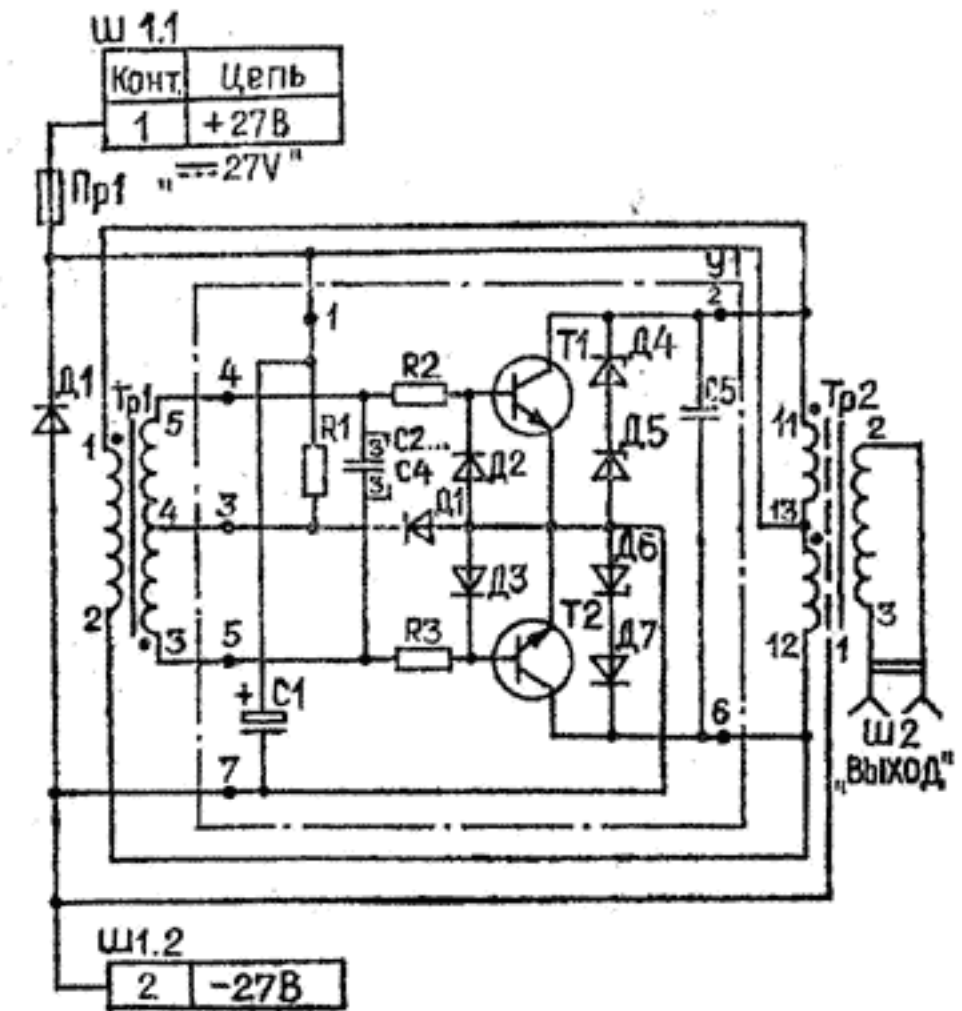 Ш 1.1
Конт. Цепь
1 +27В
"⎓27V"
Пр1
У
1 2
T1 Д4
4 R2
Д1 Тр1 C5 Тр2
5 R1 11 2
1 C2... Д5
C4 Д2
3 3
3 Д1 13
4 Д6
Д3
2 T2 3
5 R3 Д7 12 1
3
+ C1 6
Ш2
7 „Выход"
Ш1.2
2 -27В